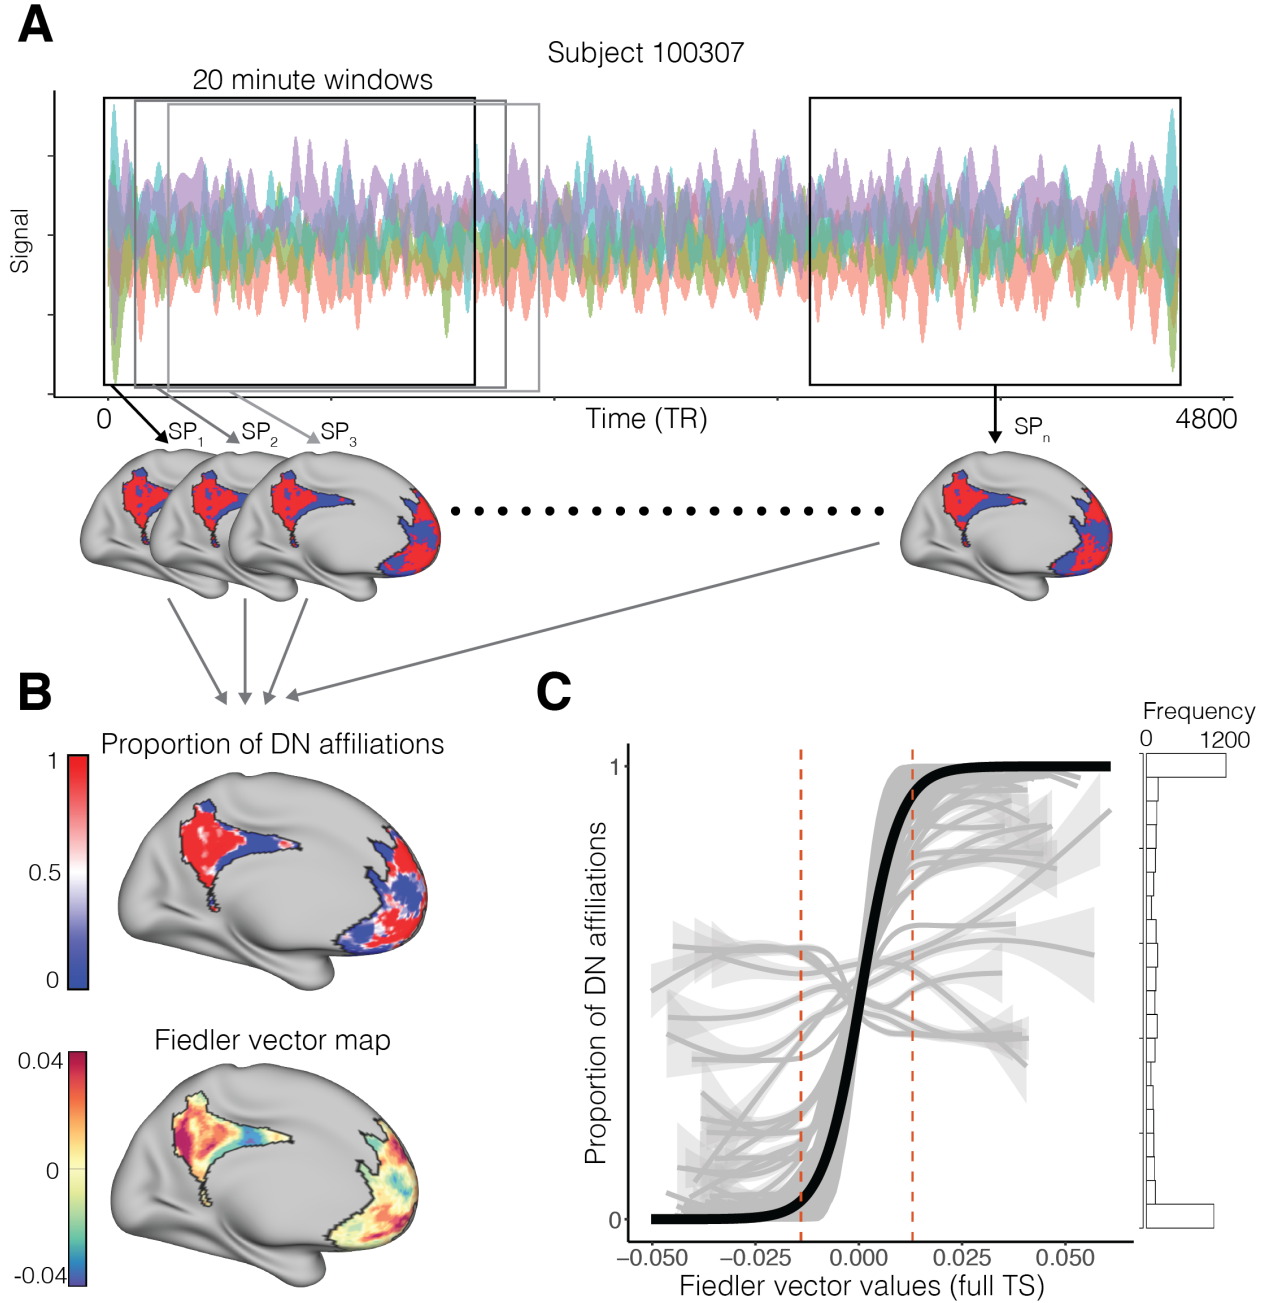 A
Subject 100307
20 minute windows
Signal
0
Time (TR)
4800
SP1
SP2
SP3
SPn
B
Proportion of DN affiliations
1
0.5
0
Fiedler vector map
0.04
0
-0.04
C
Frequency
0 1200
Proportion of DN affiliations
1
0
−0.050 −0.025 0.000 0.025 0.050
Fiedler vector values (full TS)